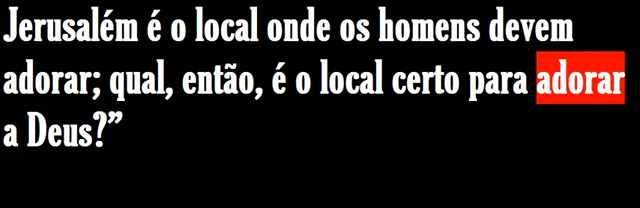 Jerusalém é o local onde os homens devem
adorar; qual, então, é o local certo para adorar
a Deus?”